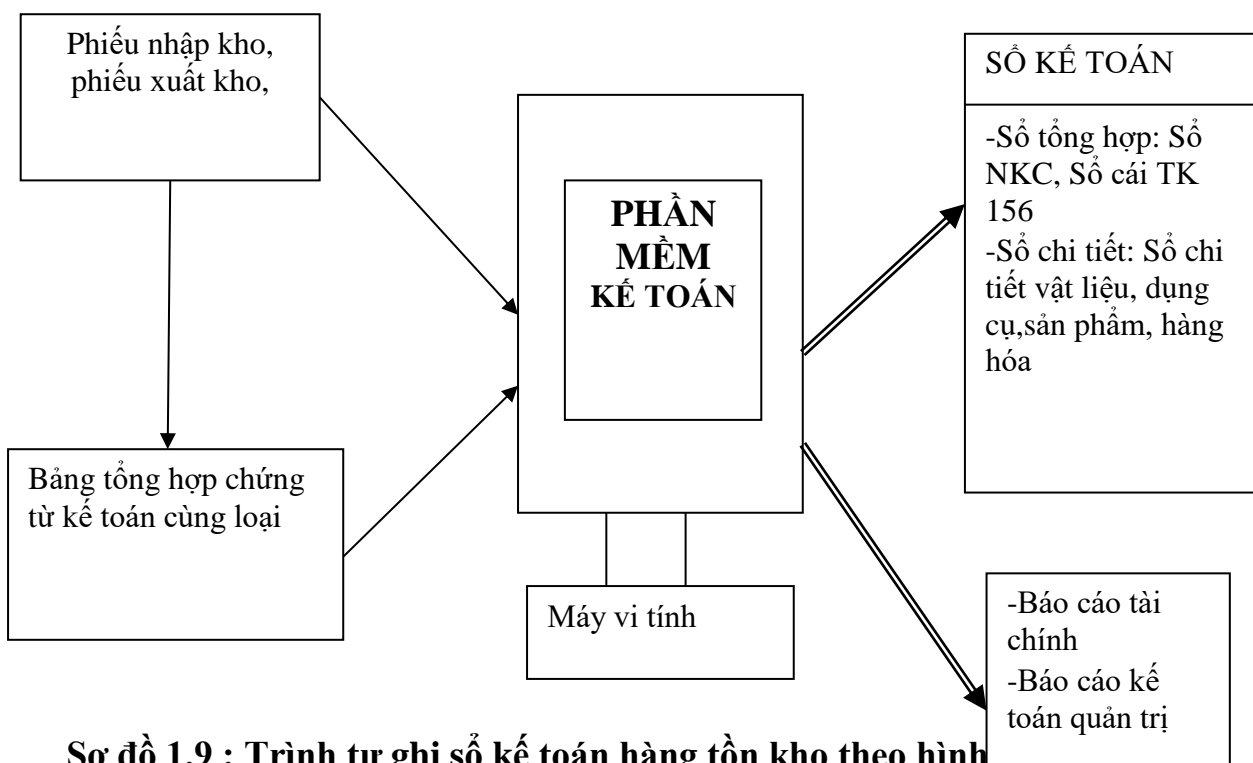 Phiếu nhập kho,
phiếu xuất kho,
SỔ KẾ TOÁN
-Sổ tổng hợp: Sổ
NKC, Sổ cái TK
156
-Sổ chi tiết: Sổ chi
tiết vật liệu, dụng
cụ,sản phẩm, hàng
hóa
PHẦN
MỀM
KẾ TOÁN
Bảng tổng hợp chứng
từ kế toán cùng loại
Máy vi tính
-Báo cáo tài
chính
-Báo cáo kế
toán quản trị
Sơ đồ 1.9 : Trình tự ghi sổ kế toán hàng tồn kho theo hình